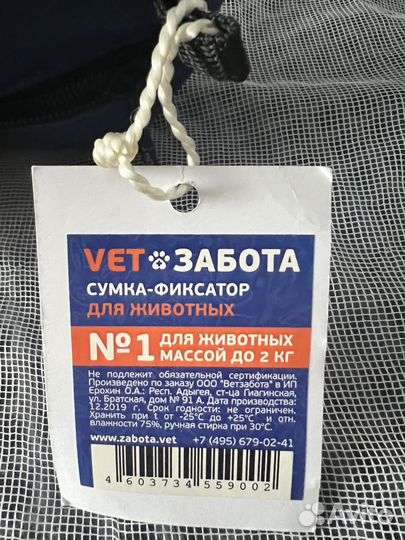 VET ЗАБОТА
СУМКА-ФИКСАТОР
ДЛЯ ЖИВОТНЫХ
№1 ДЛЯ ЖИВОТНЫХ
МАССОЙ ДО 2 КГ
Не подлежит обязательной сертификации.
Произведено по заказу ООО "Ветзабота" в ИП
Ерохин О.А.: Респ. Адыгея, ст-ца Гиагинская,
ул. Братская, дом № 91 А. Дата производства:
12.2019 г. Срок годности: не ограничен.
Хранить при t от -25°C до +25°C и отн.
влажности 75%, ручная стирка при 30°C.
www.zabota.vet +7 (495) 679-02-41
4 603734 559002
Avito